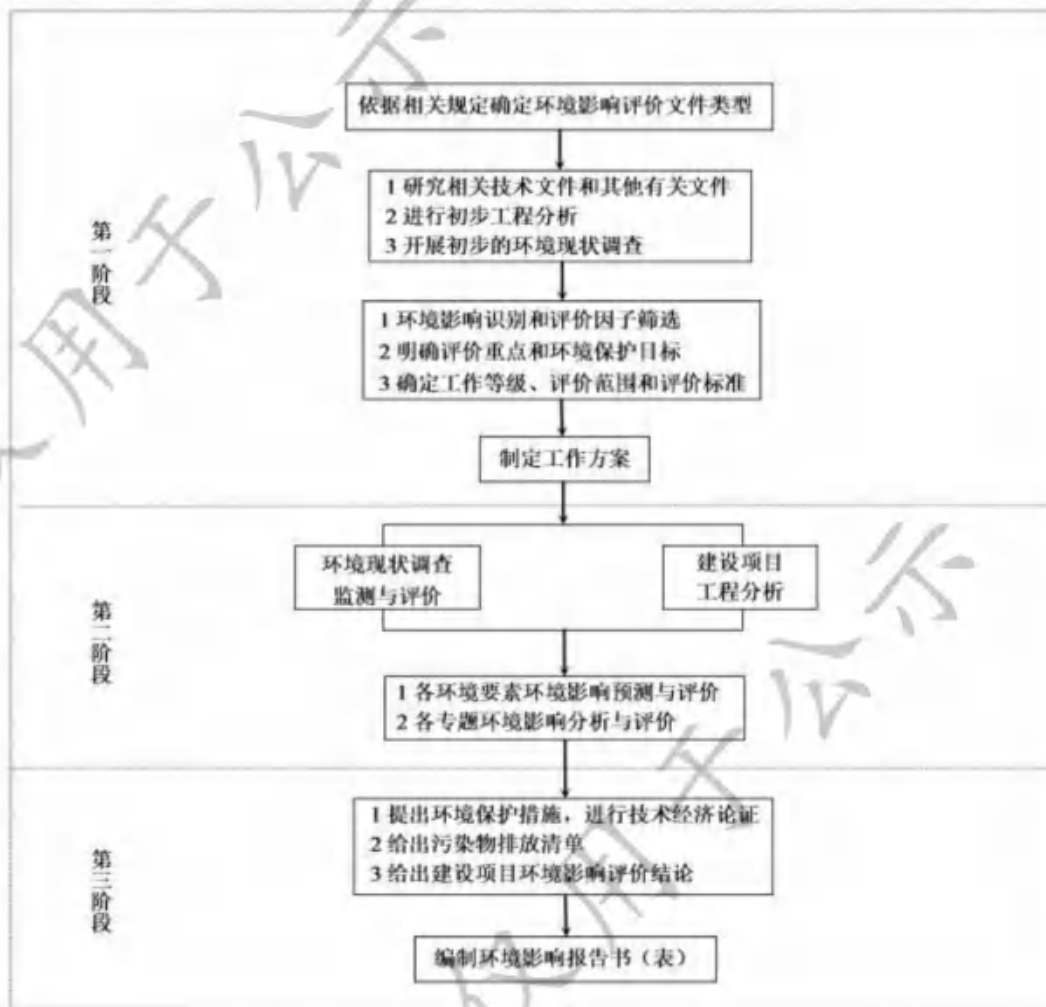 依据相关规定确定环境影响评价文件类型
1 研究相关技术文件和其他有关文件
2 进行初步工程分析
3 开展初步的环境现状调查
第一阶段
1 环境影响识别和评价因子筛选
2 明确评价重点和环境保护目标
3 确定工作等级、评价范围和评价标准
制定工作方案
环境现状调查
监测与评价
建设项目
工程分析
第二阶段
1 各环境要素环境影响预测与评价
2 各专题环境影响分析与评价
1 提出环境保护措施，进行技术经济论证
2 给出污染物排放清单
3 给出建设项目环境影响评价结论
第三阶段
编制环境影响报告书（表）
仅用于公示
仅用于公示